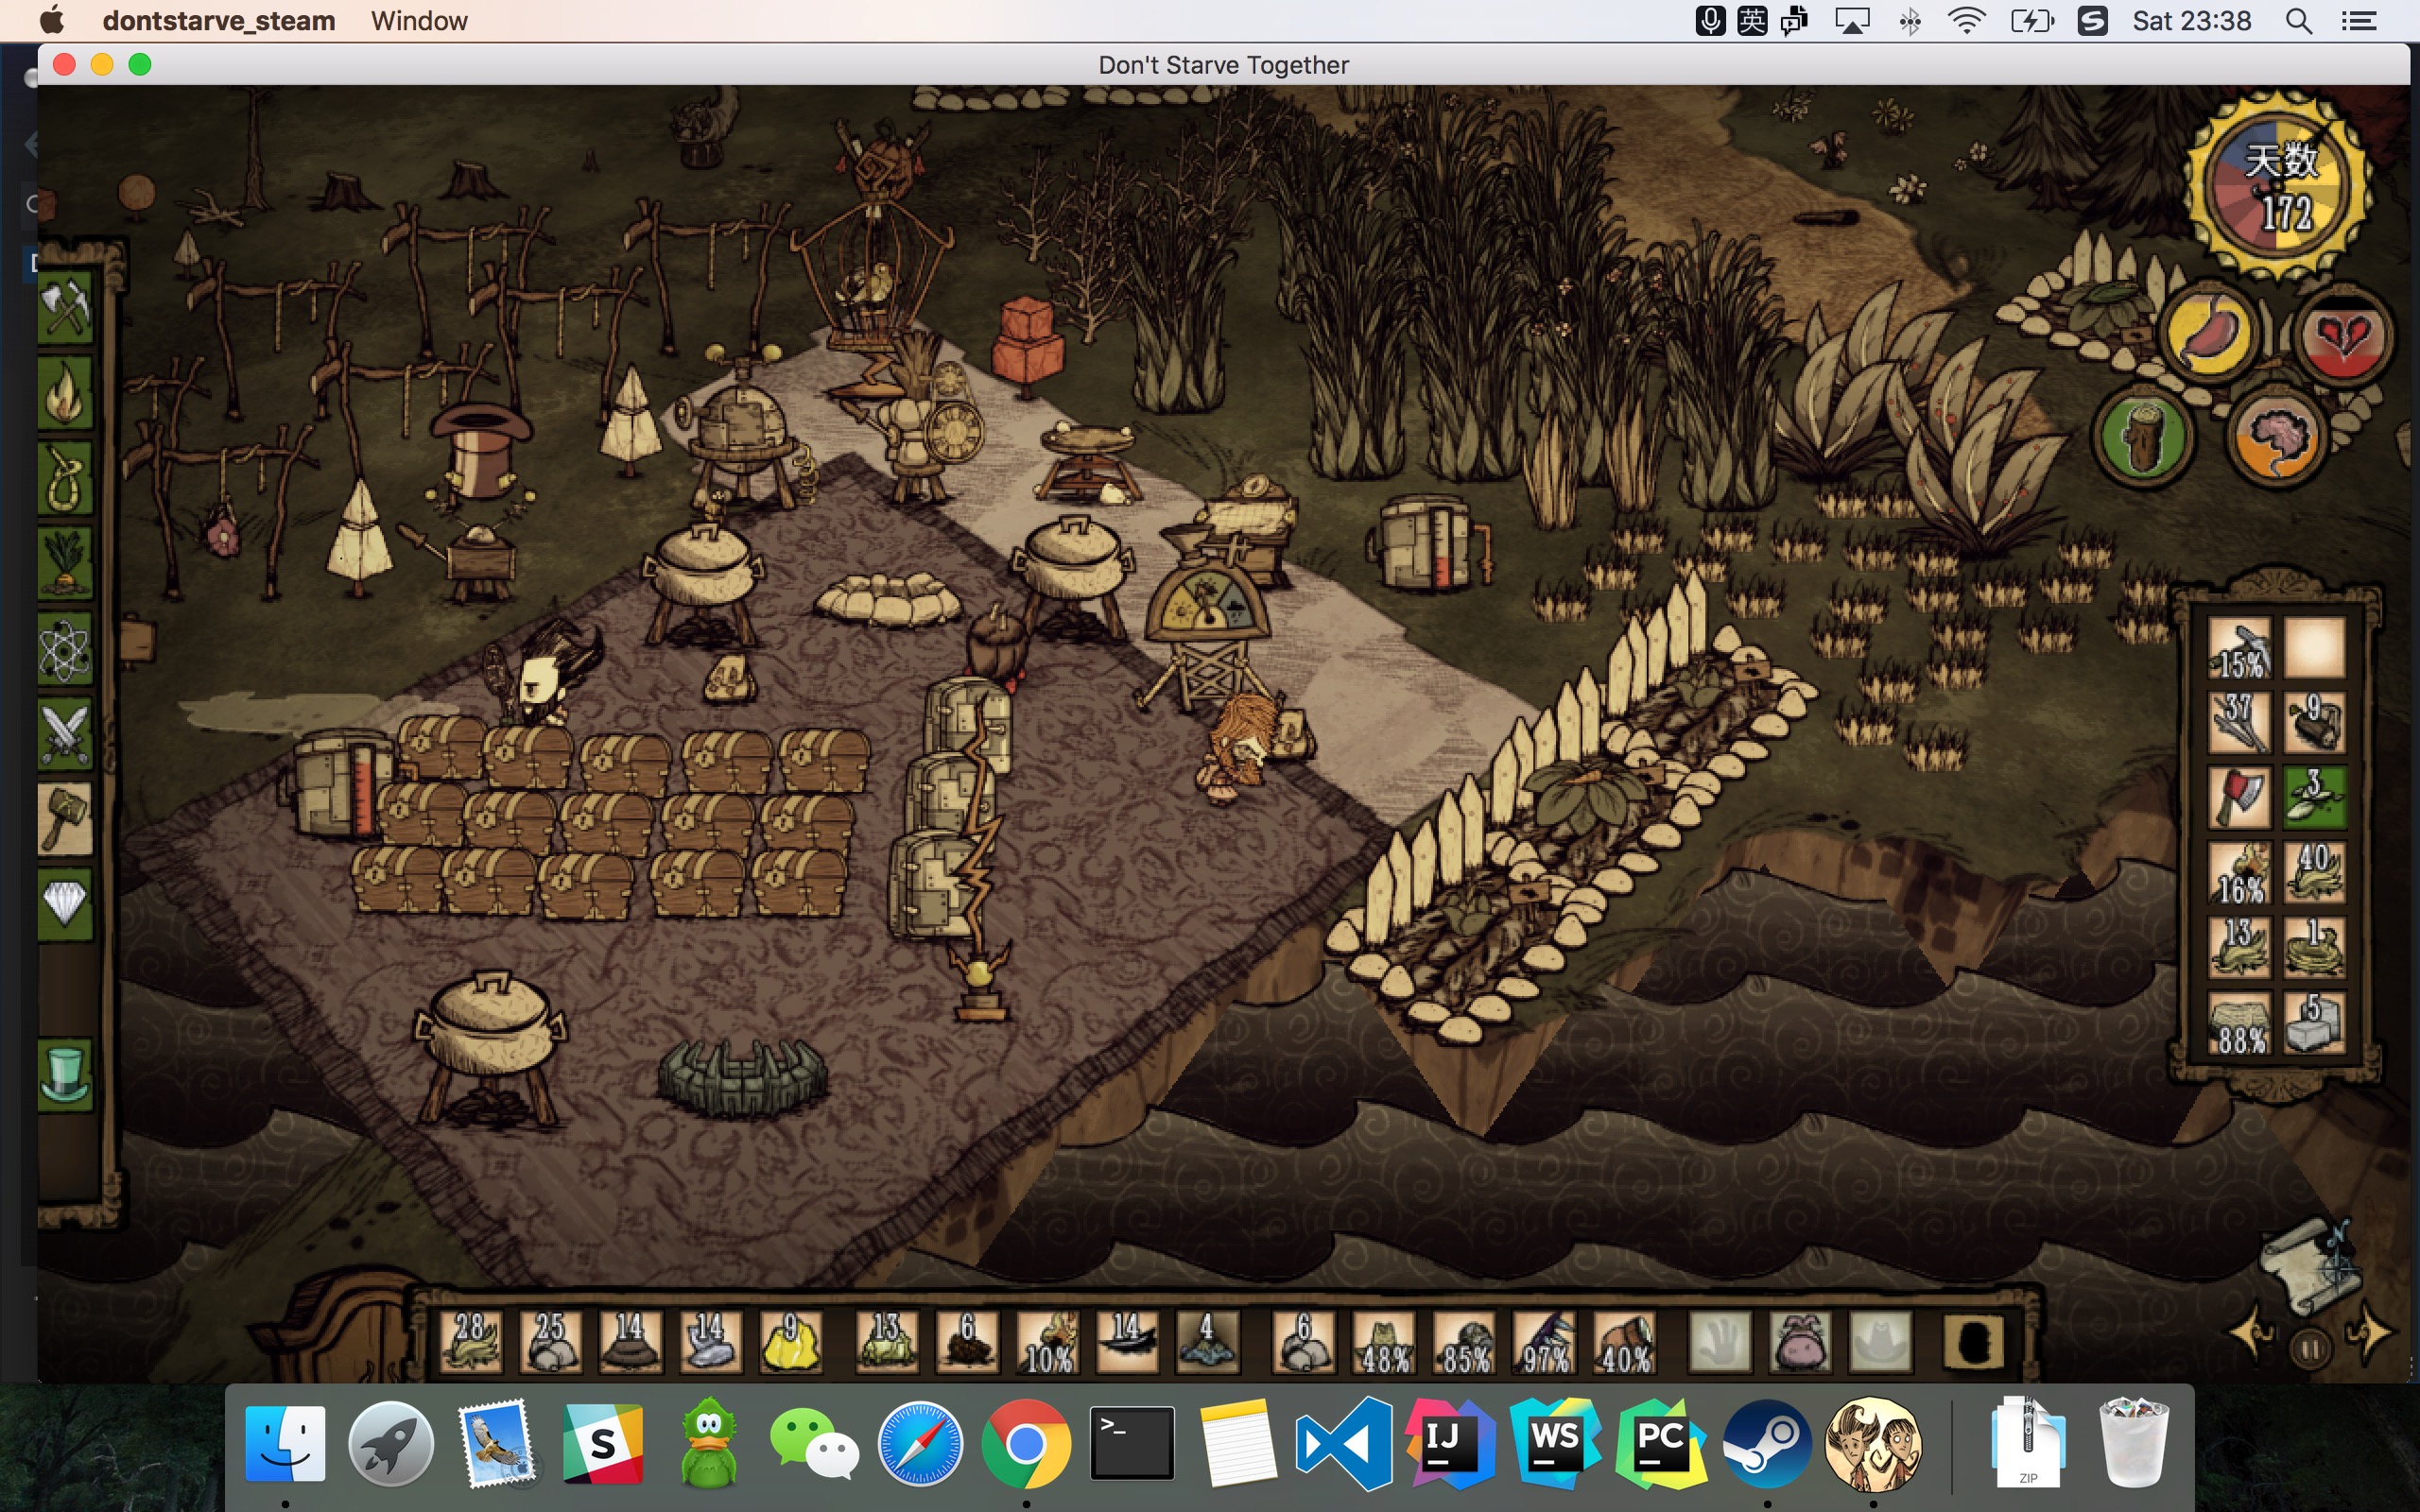 dontstarve_steam Window 英 Sat 23:38
Don't Starve Together
天数
172
15%
37 9
3
16% 40
13 1
88% 5
28 25 14 14 9 13 6 10% 14 4 6 48% 85% 97% 40%
S >_ IJ WS PC ZIP